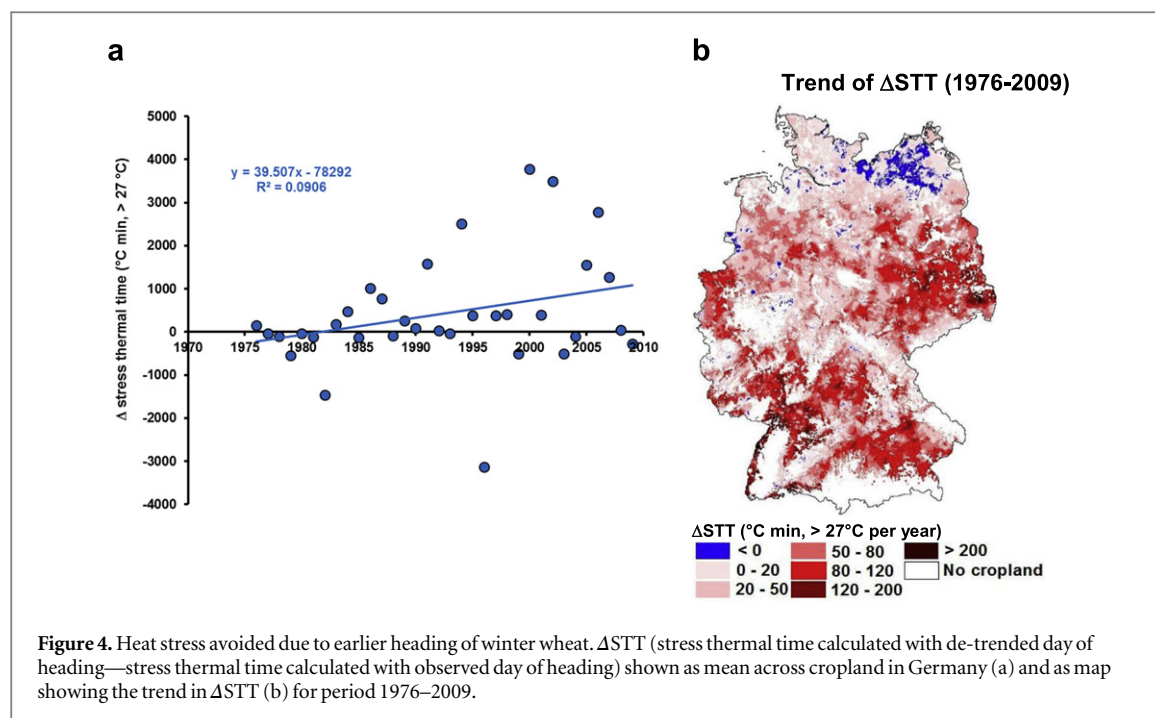 a
b
Trend of ΔSTT (1976-2009)
5000
4000
3000
2000
1000
0
-1000
-2000
-3000
-4000
1970
1975
1980
1985
1990
1995
2000
2005
2010
Δ stress thermal time (°C min, > 27 °C)
y = 39.507x - 78292
R² = 0.0906
ΔSTT (°C min, > 27°C per year)
< 0
50 - 80
> 200
0 - 20
80 - 120
No cropland
20 - 50
120 - 200
Figure 4. Heat stress avoided due to earlier heading of winter wheat. ΔSTT (stress thermal time calculated with de-trended day of
heading—stress thermal time calculated with observed day of heading) shown as mean across cropland in Germany (a) and as map
showing the trend in ΔSTT (b) for period 1976–2009.